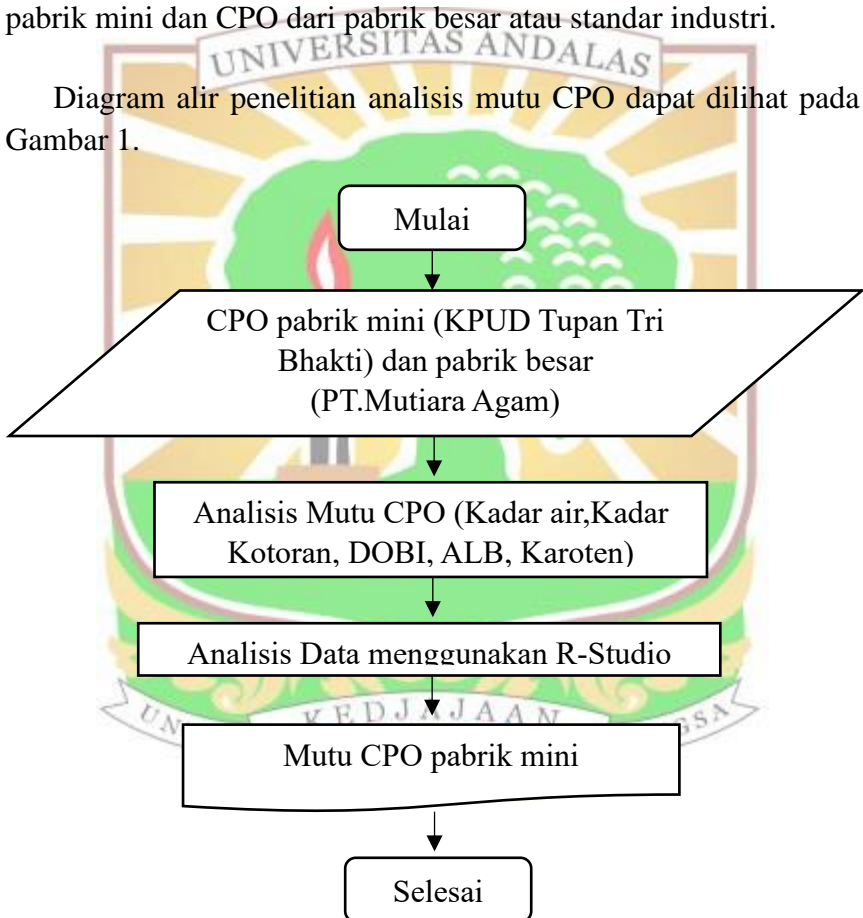 pabrik mini dan CPO dari pabrik besar atau standar industri.
UNIVERSITAS ANDALAS
Diagram alir penelitian analisis mutu CPO dapat dilihat pada
Gambar 1.
Mulai
CPO pabrik mini (KPUD Tupan Tri
Bhakti) dan pabrik besar
(PT.Mutiara Agam)
Analisis Mutu CPO (Kadar air,Kadar
Kotoran, DOBI, ALB, Karoten)
Analisis Data menggunakan R-Studio
KEDJAJAAN
Mutu CPO pabrik mini
Selesai